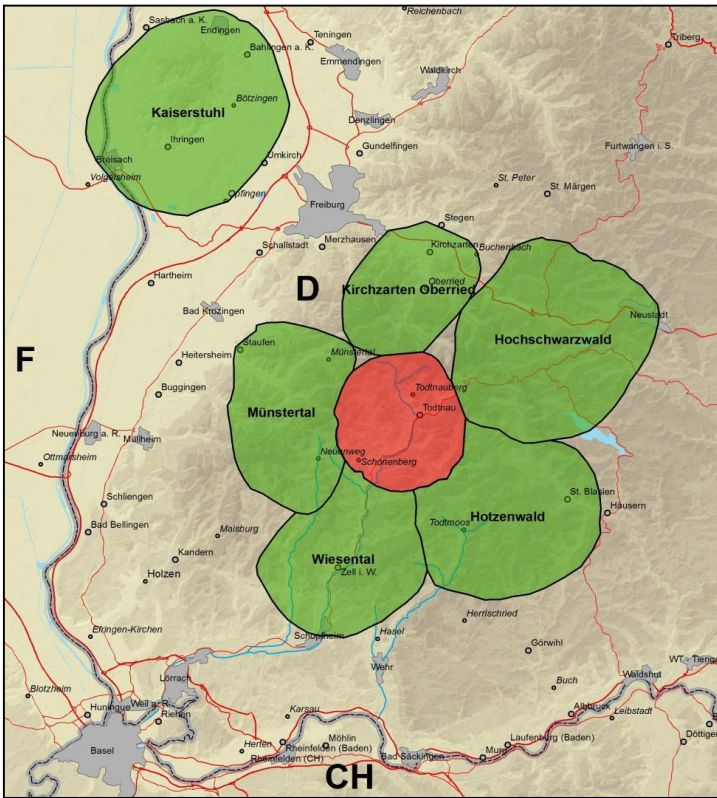 Sasbach a. K.
Endingen
Reichenbach
Teningen
Triberg
Bahlingen a. K.
Emmendingen
Waldkirch
Kaiserstuhl
Bötzingen
Denzlingen
Ihringen
Gundelfingen
Furtwangen i. S.
Breisach
Umkirch
Volgelsheim
St. Peter
St. Märgen
Opfingen
Freiburg
Stegen
Schallstadt
Merzhausen
Kirchzarten
Buchenbach
Hartheim
D
Oberried
Kirchzarten Oberried
Bad Krozingen
Neustadt
Hochschwarzwald
Staufen
F
Heitersheim
Münstertal
Buggingen
Todtnauberg
Münstertal
Todtnau
Neuenburg a. R.
Müllheim
Ottmarsheim
Neuenweg
Schönenberg
Schliengen
St. Blasien
Häusern
Hotzenwald
Bad Bellingen
Malsburg
Todtmoos
Kandern
Wiesental
Zell i. W.
Holzen
Herrischried
Efringen-Kirchen
Schopfheim
Hasel
Görwihl
Wehr
WT - Tienge
Lörrach
Waldshut
Blotzheim
Buch
Weil a. R.
Huningue
Riehen
Karsau
Albbruck
Leibstadt
Basel
Herten
Rheinfelden (Baden)
Möhlin
Laufenburg (Baden)
Döttigen
Rheinfelden (CH)
Bad Säckingen
Murg
CH